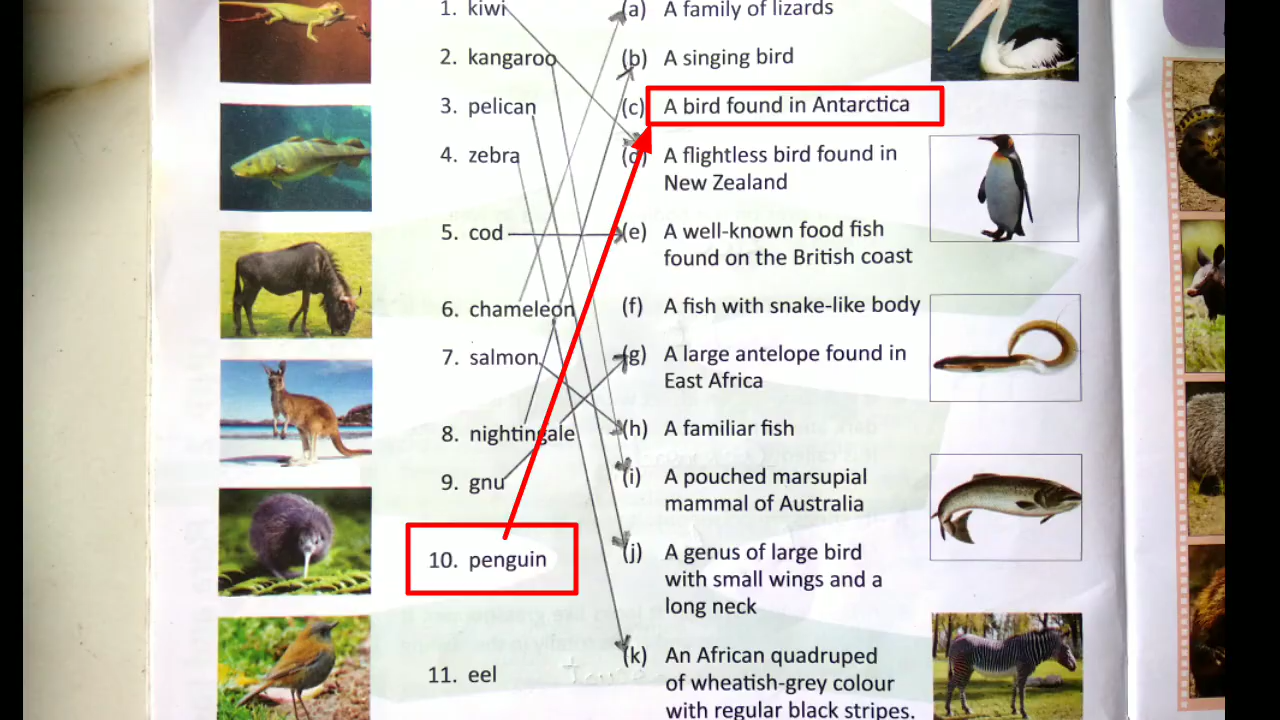 1. kiwi
2. kangaroo
3. pelican
4. zebra
5. cod
6. chameleon
7. salmon
8. nightingale
9. gnu
10. penguin
11. eel
(a) A family of lizards
(b) A singing bird
(c) A bird found in Antarctica
(d) A flightless bird found in
New Zealand
(e) A well-known food fish
found on the British coast
(f) A fish with snake-like body
(g) A large antelope found in
East Africa
(h) A familiar fish
(i) A pouched marsupial
mammal of Australia
(j) A genus of large bird
with small wings and a
long neck
(k) An African quadruped
of wheatish-grey colour
with regular black stripes.